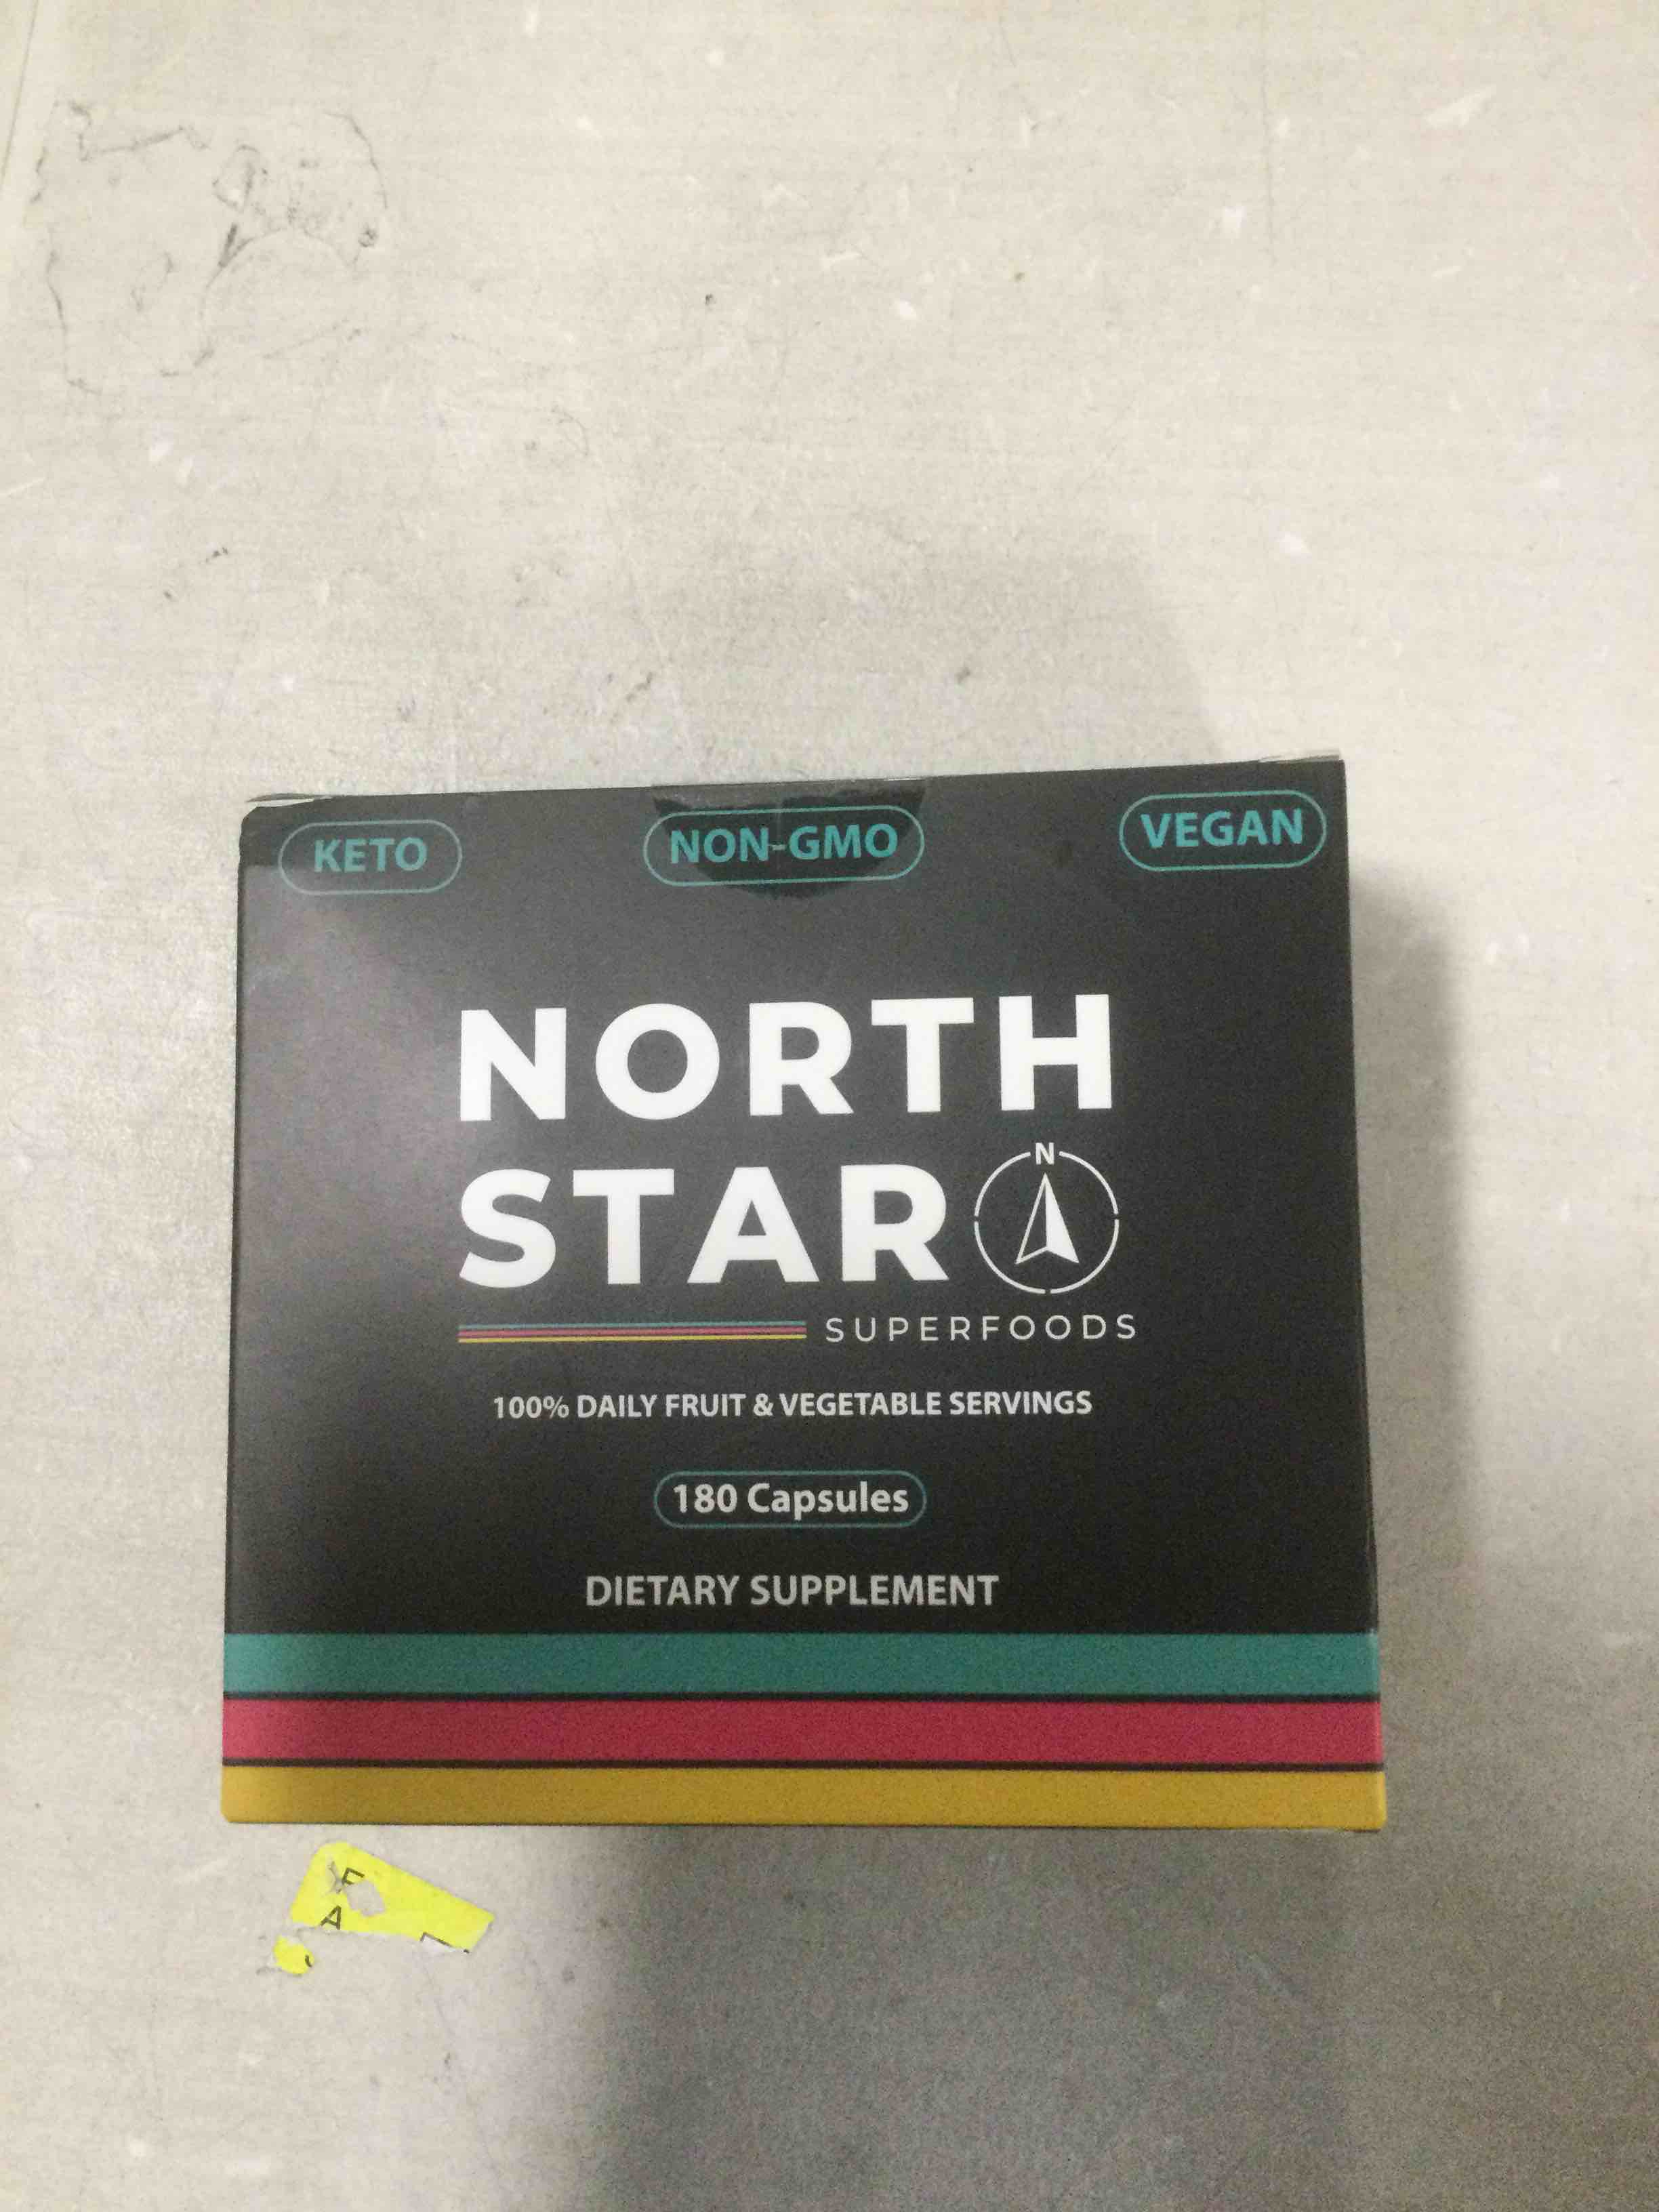 KETO
NON-GMO
VEGAN
NORTH
STAR
N
SUPERFOODS
100% DAILY FRUIT & VEGETABLE SERVINGS
180 Capsules
DIETARY SUPPLEMENT
F
A